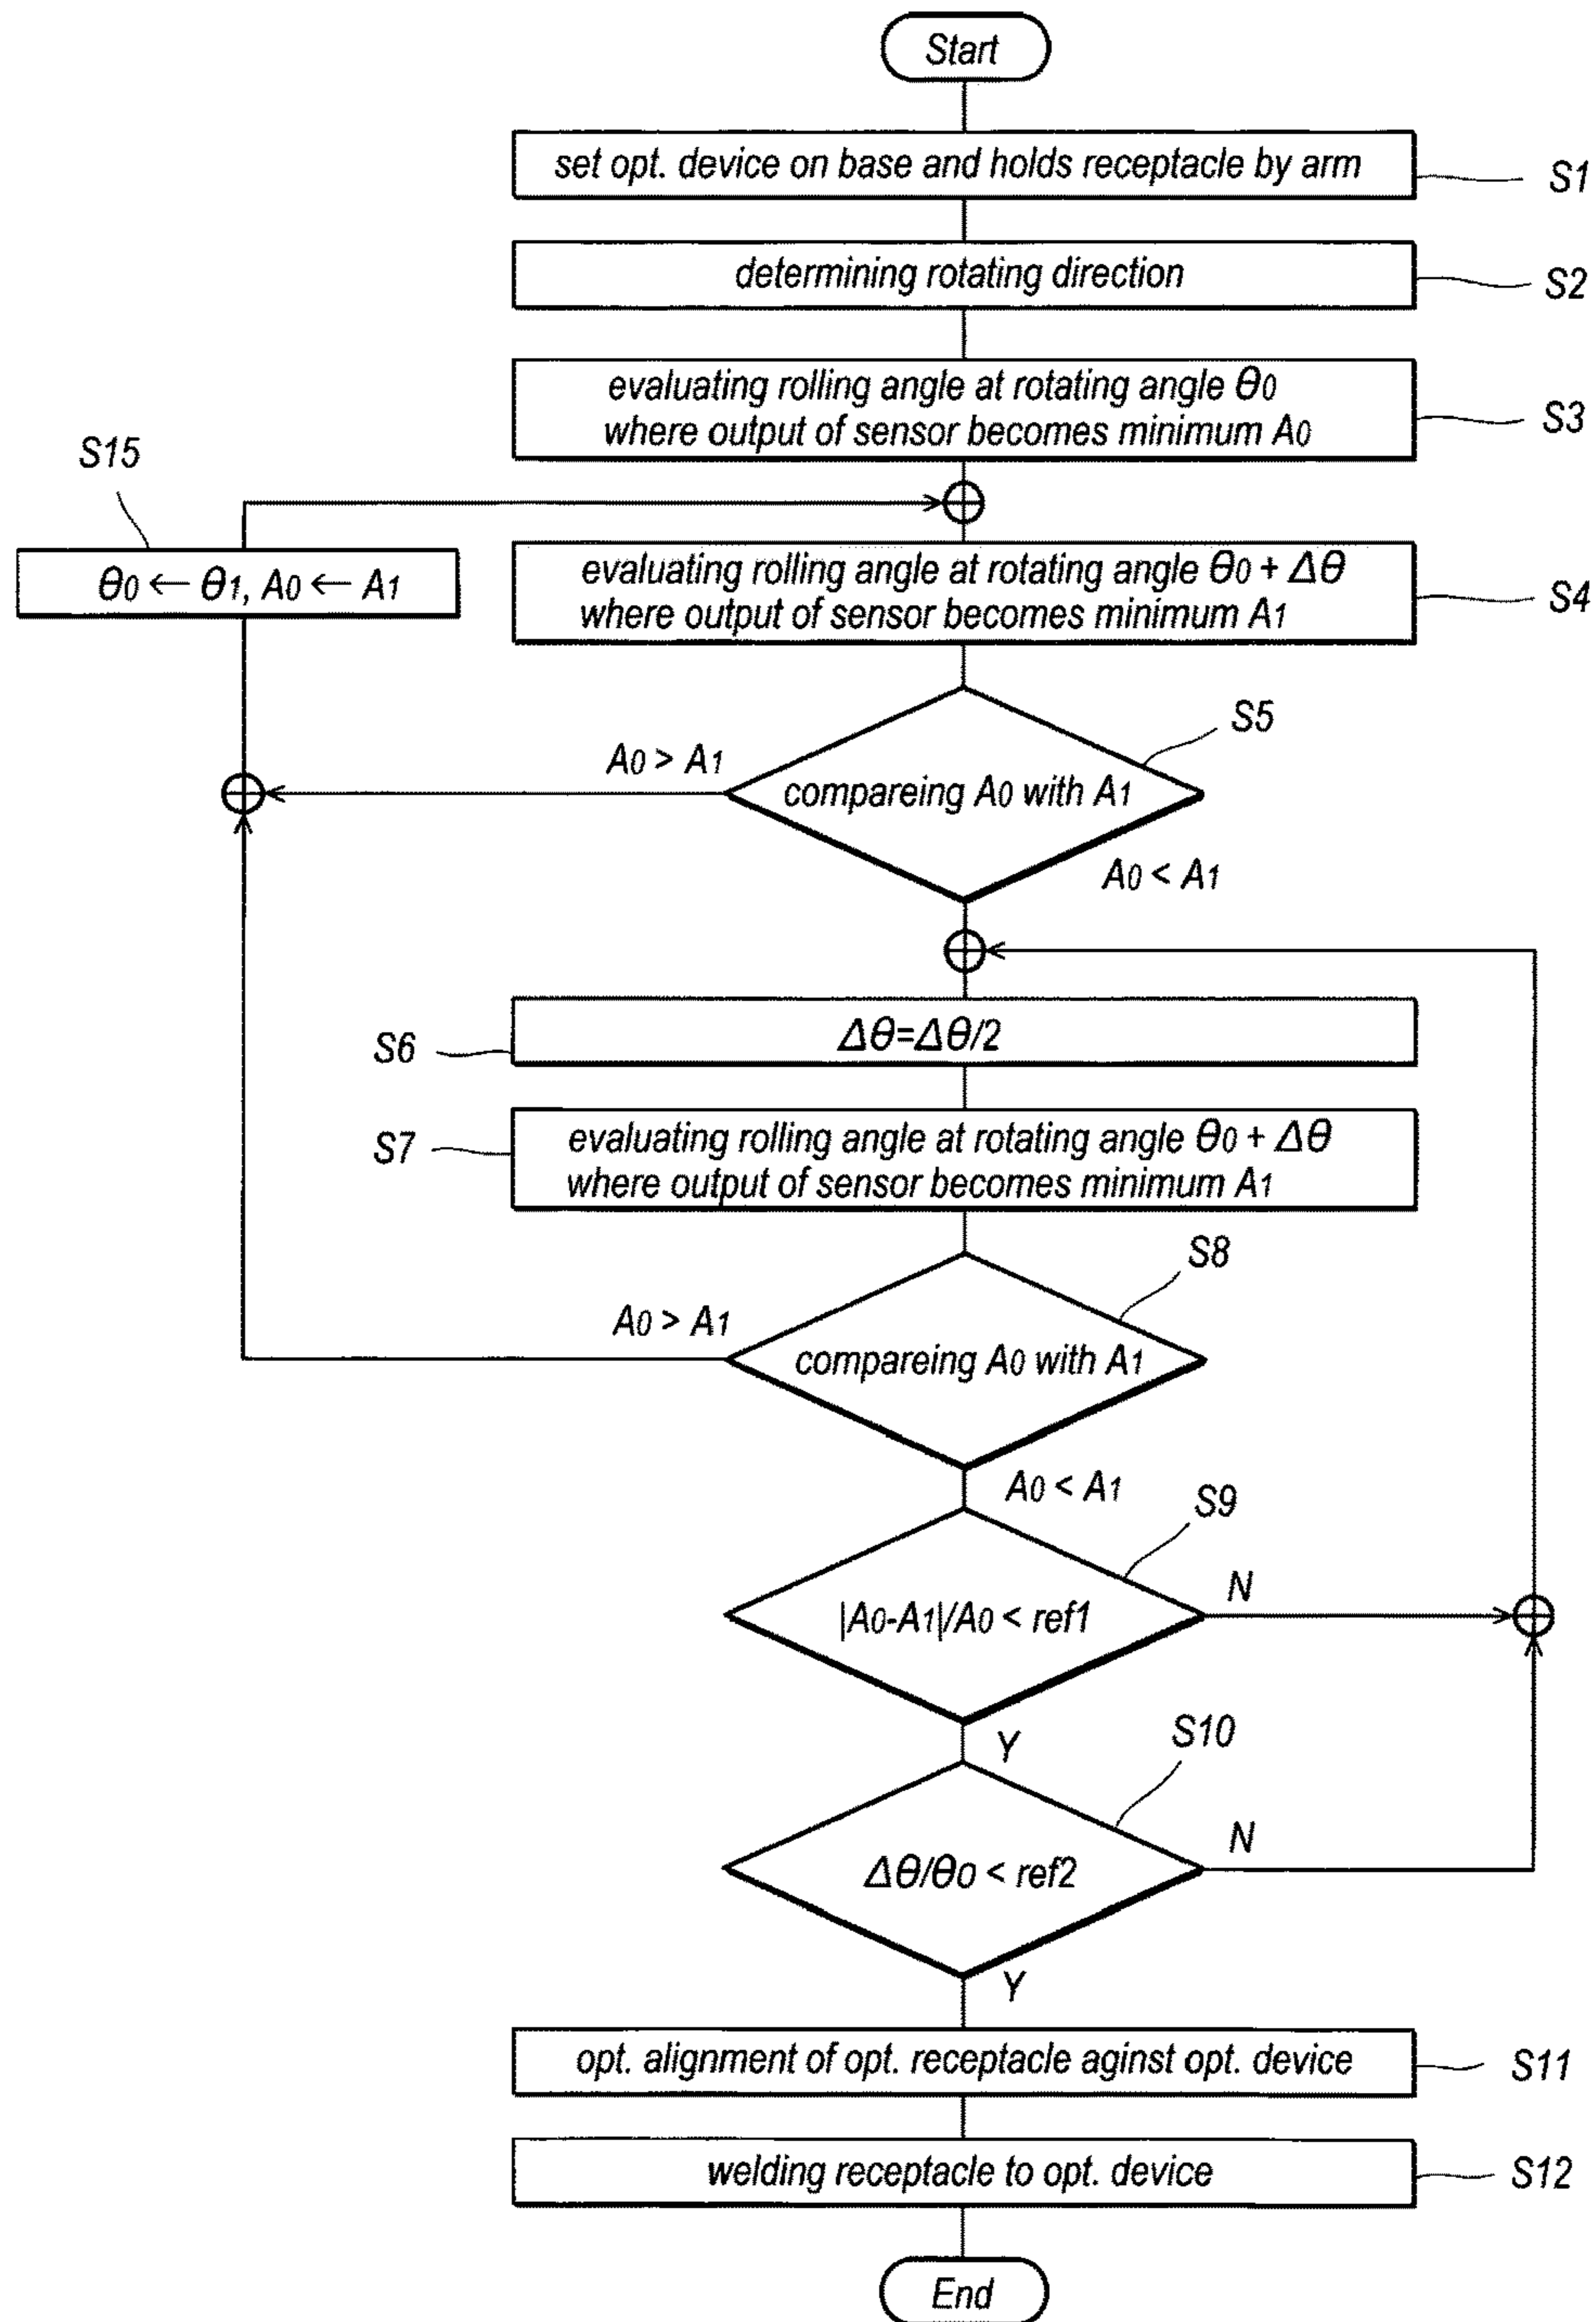 Start
set opt. device on base and holds receptacle by arm
S1
determining rotating direction
S2
evaluating rolling angle at rotating angle θ0
where output of sensor becomes minimum A0
S3
S15
θ0 ← θ1, A0 ← A1
evaluating rolling angle at rotating angle θ0 + Δθ
where output of sensor becomes minimum A1
S4
S5
A0 > A1
compareing A0 with A1
A0 < A1
S6
Δθ=Δθ/2
S7
evaluating rolling angle at rotating angle θ0 + Δθ
where output of sensor becomes minimum A1
S8
A0 > A1
compareing A0 with A1
A0 < A1
S9
|A0-A1|/A0 < ref1
N
Y
S10
Δθ/θo < ref2
N
Y
opt. alignment of opt. receptacle aginst opt. device
S11
welding receptacle to opt. device
S12
End